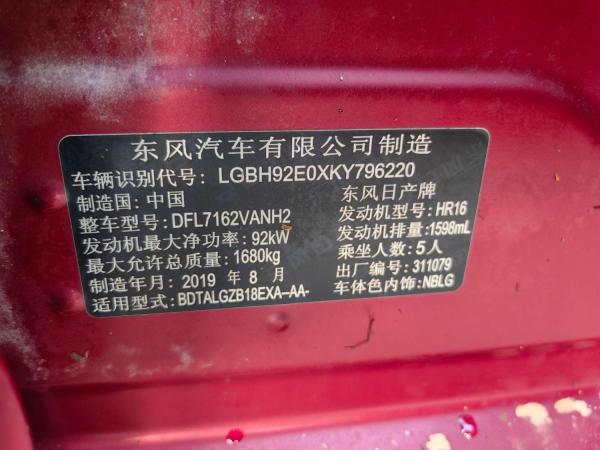 东风汽车有限公司制造
车辆识别代号: LGBH92E0XKY796220
制造国: 中国 东风日产牌
整车型号: DFL7162VANH2 发动机型号: HR16
发动机最大净功率: 92kW 发动机排量: 1598mL
最大允许总质量: 1680kg 乘坐人数: 5人
制造年月: 2019 年 8 月 出厂编号: 311079
适用型式: BDTALGZB18EXA--AA- 车体色内饰: NBLG